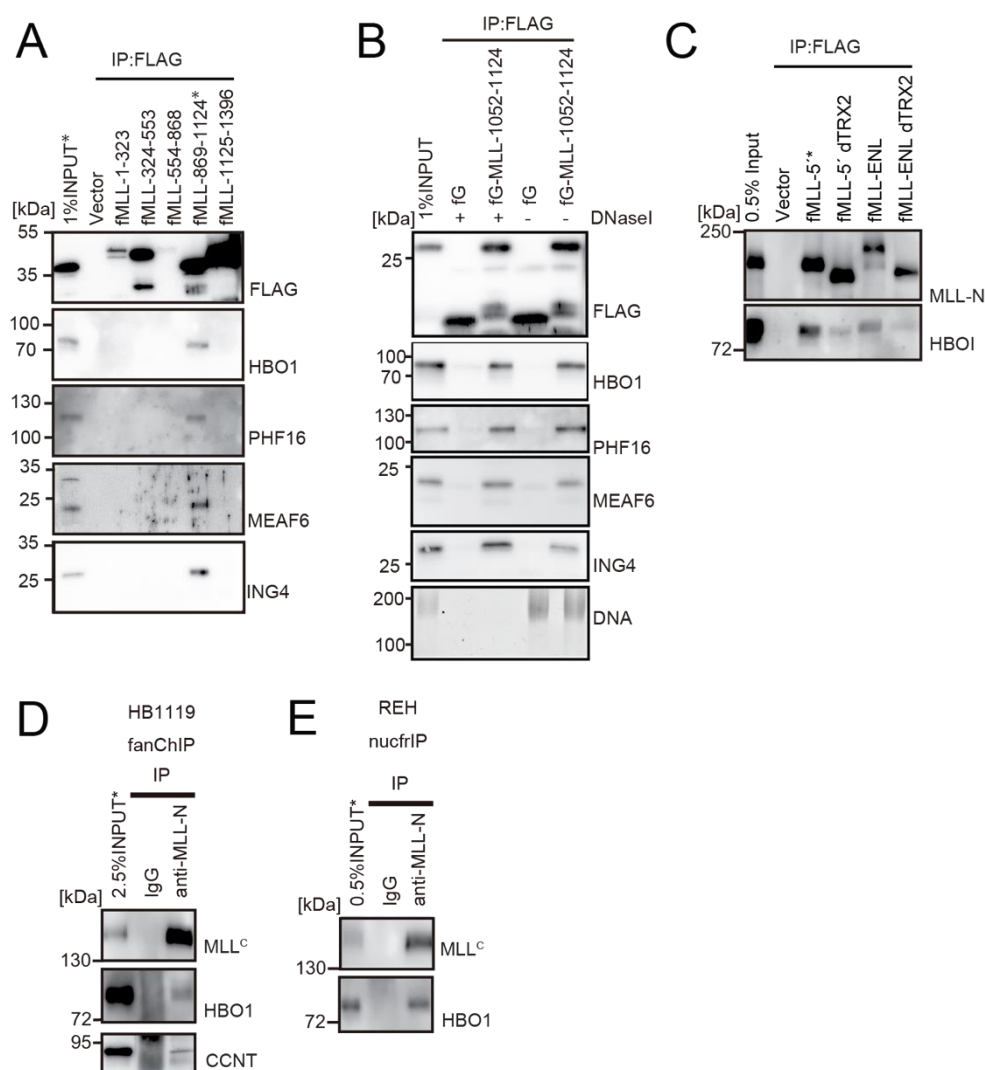 A
IP:FLAG
[kDa]
1%INPUT*
Vector
fMLL-1-323
fMLL-324-553
fMLL-554-868
fMLL-869-1124*
fMLL-1125-1396
55
35
FLAG
100
70
HBO1
130
100
PHF16
35
25
MEAF6
35
25
ING4
B
IP:FLAG
[kDa]
1%INPUT
+ fG
+ fG-MLL-1052-1124
- fG
- fG-MLL-1052-1124
DNaseI
25
FLAG
100
70
HBO1
130
100
PHF16
25
MEAF6
25
ING4
200
100
DNA
C
IP:FLAG
[kDa]
0.5% Input
Vector
fMLL-5´*
fMLL-5´ dTRX2
fMLL-ENL
fMLL-ENL dTRX2
250
MLL-N
72
HBOI
D
HB1119
fanChIP
IP
[kDa]
2.5%INPUT*
IgG
anti-MLL-N
130
MLLᶜ
72
HBO1
95
CCNT
E
REH
nucfrIP
IP
[kDa]
0.5%INPUT*
IgG
anti-MLL-N
130
MLLᶜ
72
HBO1